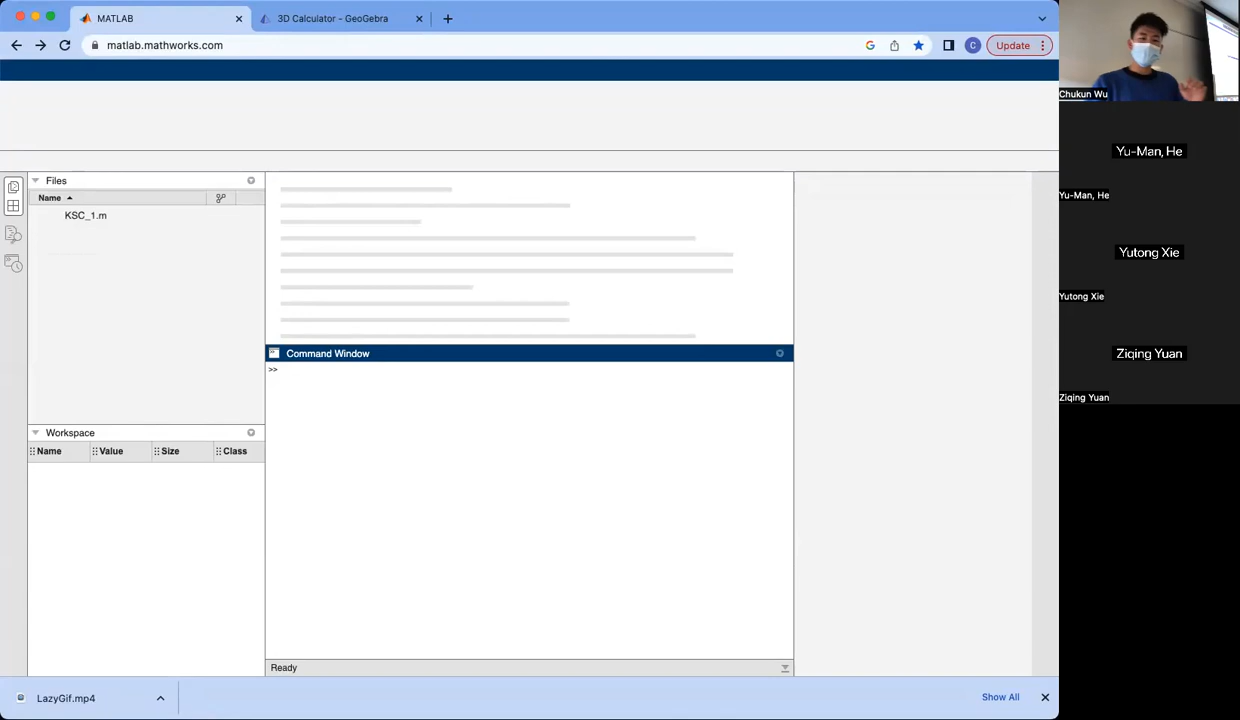 MATLAB
3D Calculator - GeoGebra
matlab.mathworks.com
C
Update
Files
Name
KSC_1.m
Command Window
>>
Workspace
Name Value Size Class
Ready
LazyGif.mp4
Show All
Chukun Wu
Yu-Man, He
Yu-Man, He
Yutong Xie
Yutong Xie
Ziqing Yuan
Ziqing Yuan